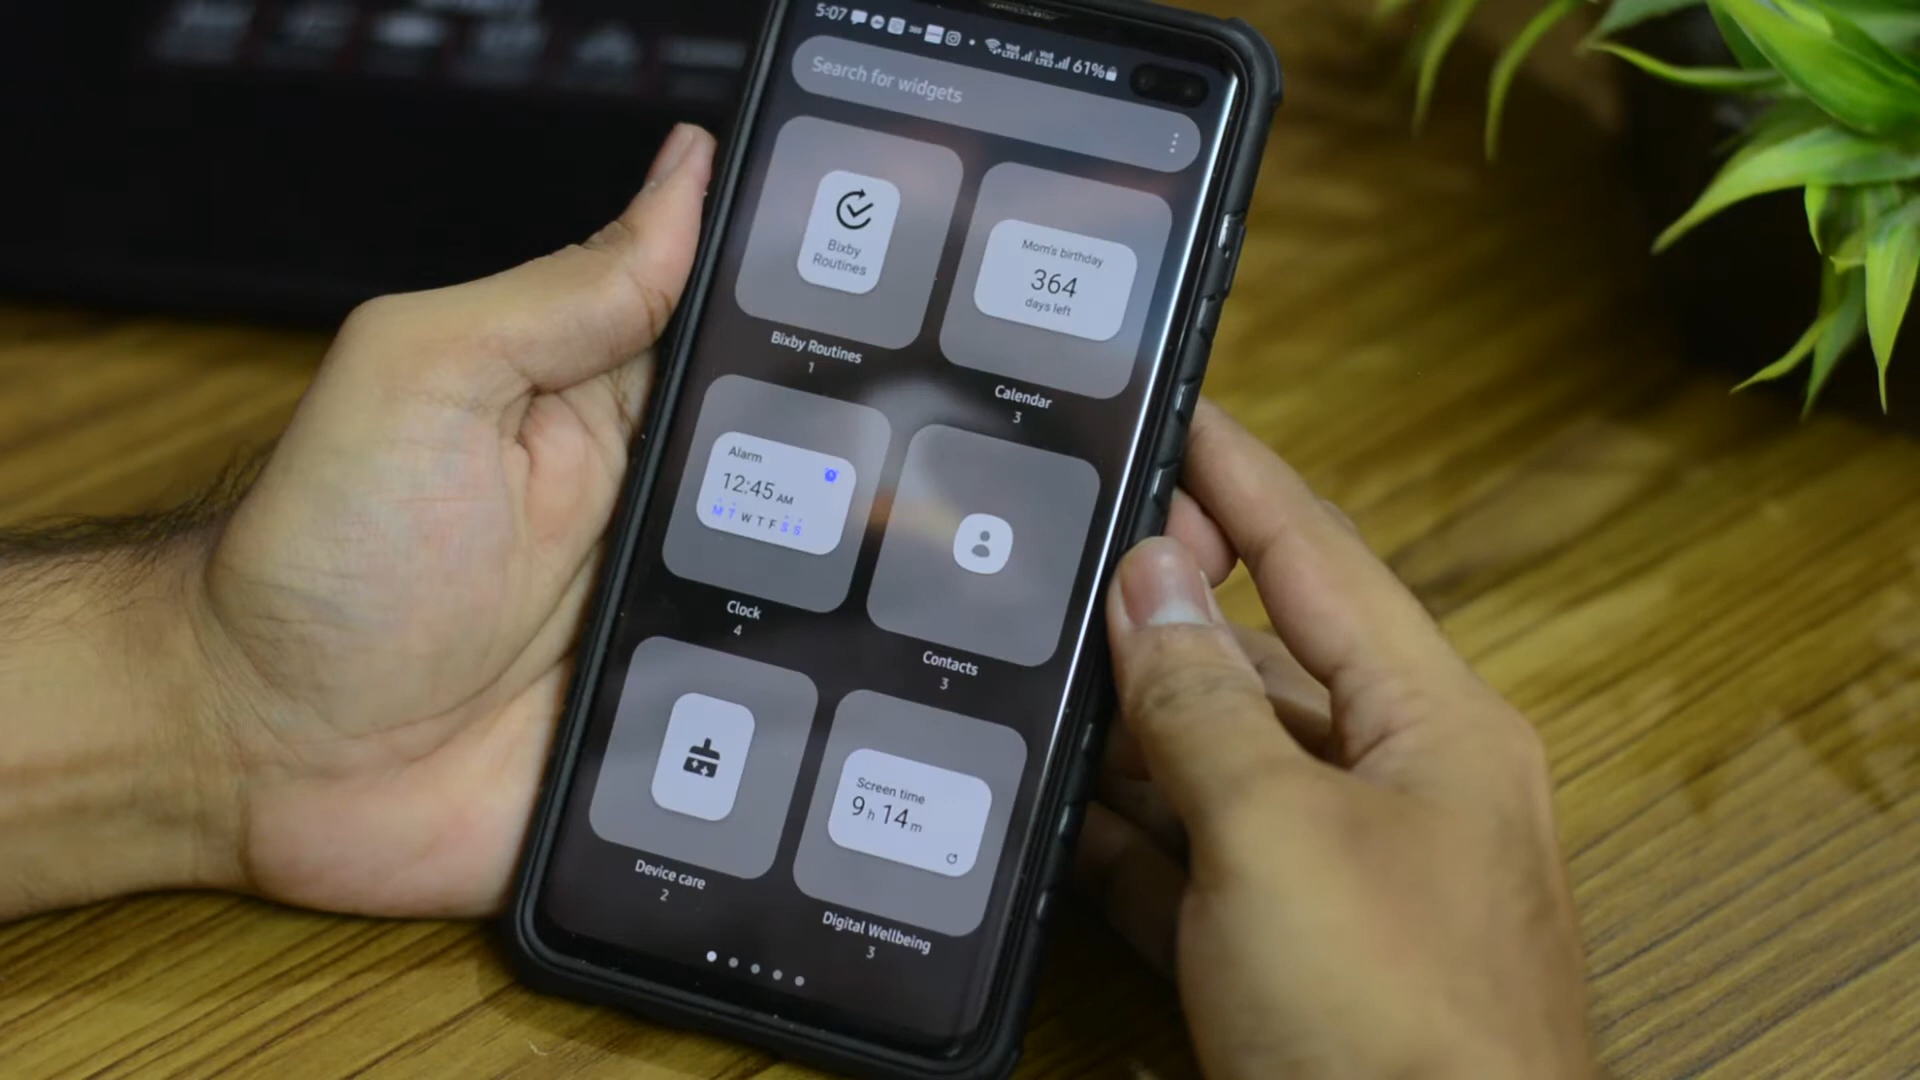 5:07 61%
Search for widgets
Bixby
Routines
Bixby Routines
1
Mom's birthday
364
days left
Calendar
3
Alarm
12:45 AM
M T W T F S S
Clock
4
Contacts
3
Device care
2
Screen time
9 h 14 m
Digital Wellbeing
3